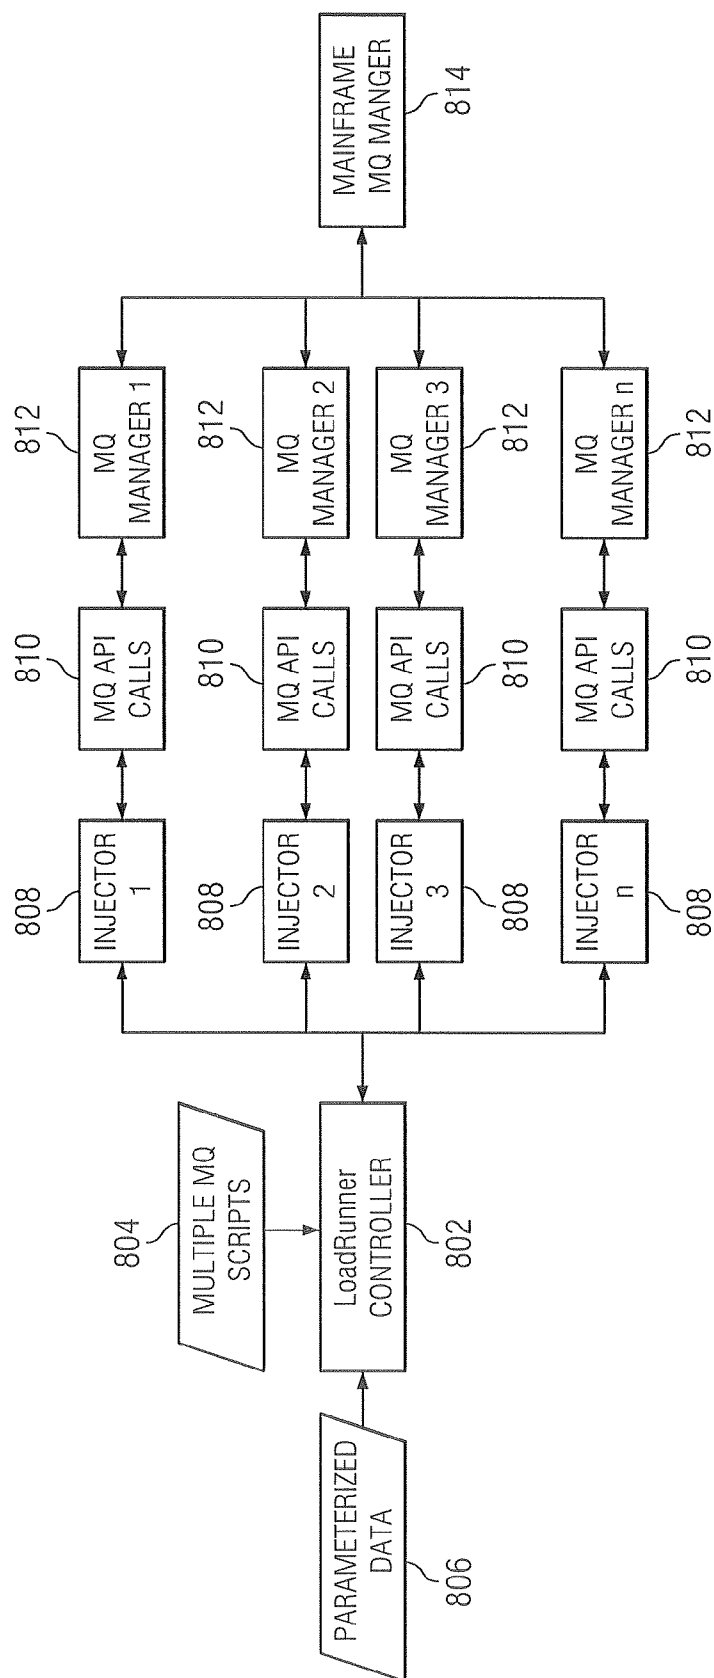 PARAMETERIZED
DATA
806
804
MULTIPLE MQ
SCRIPTS
LoadRunner
CONTROLLER
802
808
INJECTOR
1
808
INJECTOR
2
INJECTOR
3
808
INJECTOR
n
808
810
MQ API
CALLS
810
MQ API
CALLS
MQ API
CALLS
810
MQ API
CALLS
810
812
MQ
MANAGER 1
812
MQ
MANAGER 2
MQ
MANAGER 3
812
MQ
MANAGER n
812
MAINFRAME
MQ MANGER
814